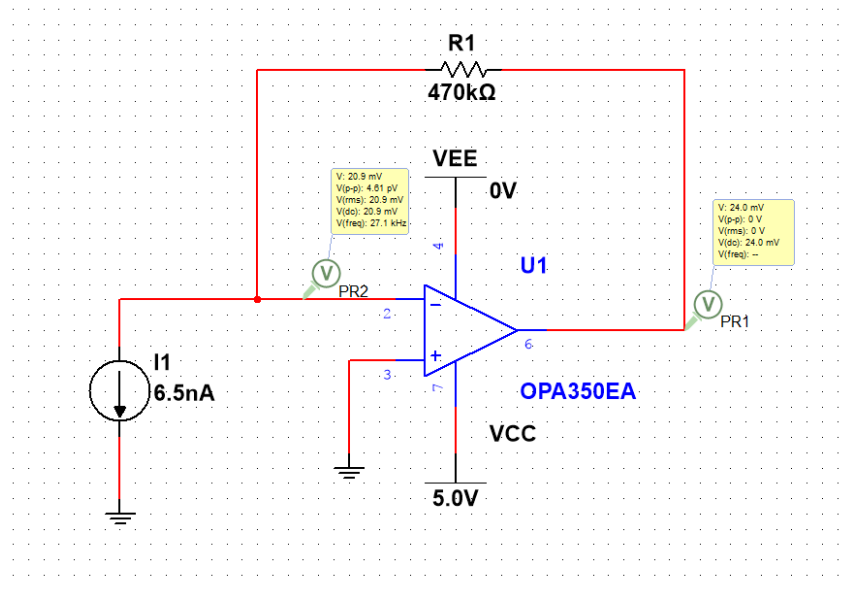 R1
470kΩ
VEE
0V
V: 20.9 mV
V(p-p): 4.61 pV
V(rms): 20.9 mV
V(dc): 20.9 mV
V(freq): 27.1 kHz
V: 24.0 mV
V(p-p): 0 V
V(rms): 0 V
V(dc): 24.0 mV
V(freq): --
4
U1
V
PR2
V
PR1
2
−
6
3
+
7
I1
6.5nA
OPA350EA
VCC
5.0V